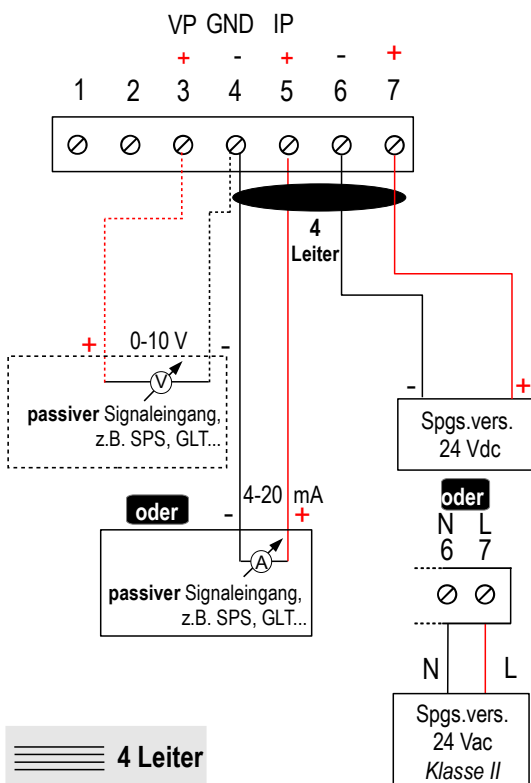 VP GND IP
+ - + - +
1 2 3 4 5 6 7
4
Leiter
+ 0-10 V -
V
passiver Signaleingang,
z.B. SPS, GLT...
- +
Spgs.vers.
24 Vdc
oder
N L
6 7
oder
- 4-20 mA +
A
passiver Signaleingang,
z.B. SPS, GLT...
N L
Spgs.vers.
24 Vac
Klasse II
4 Leiter